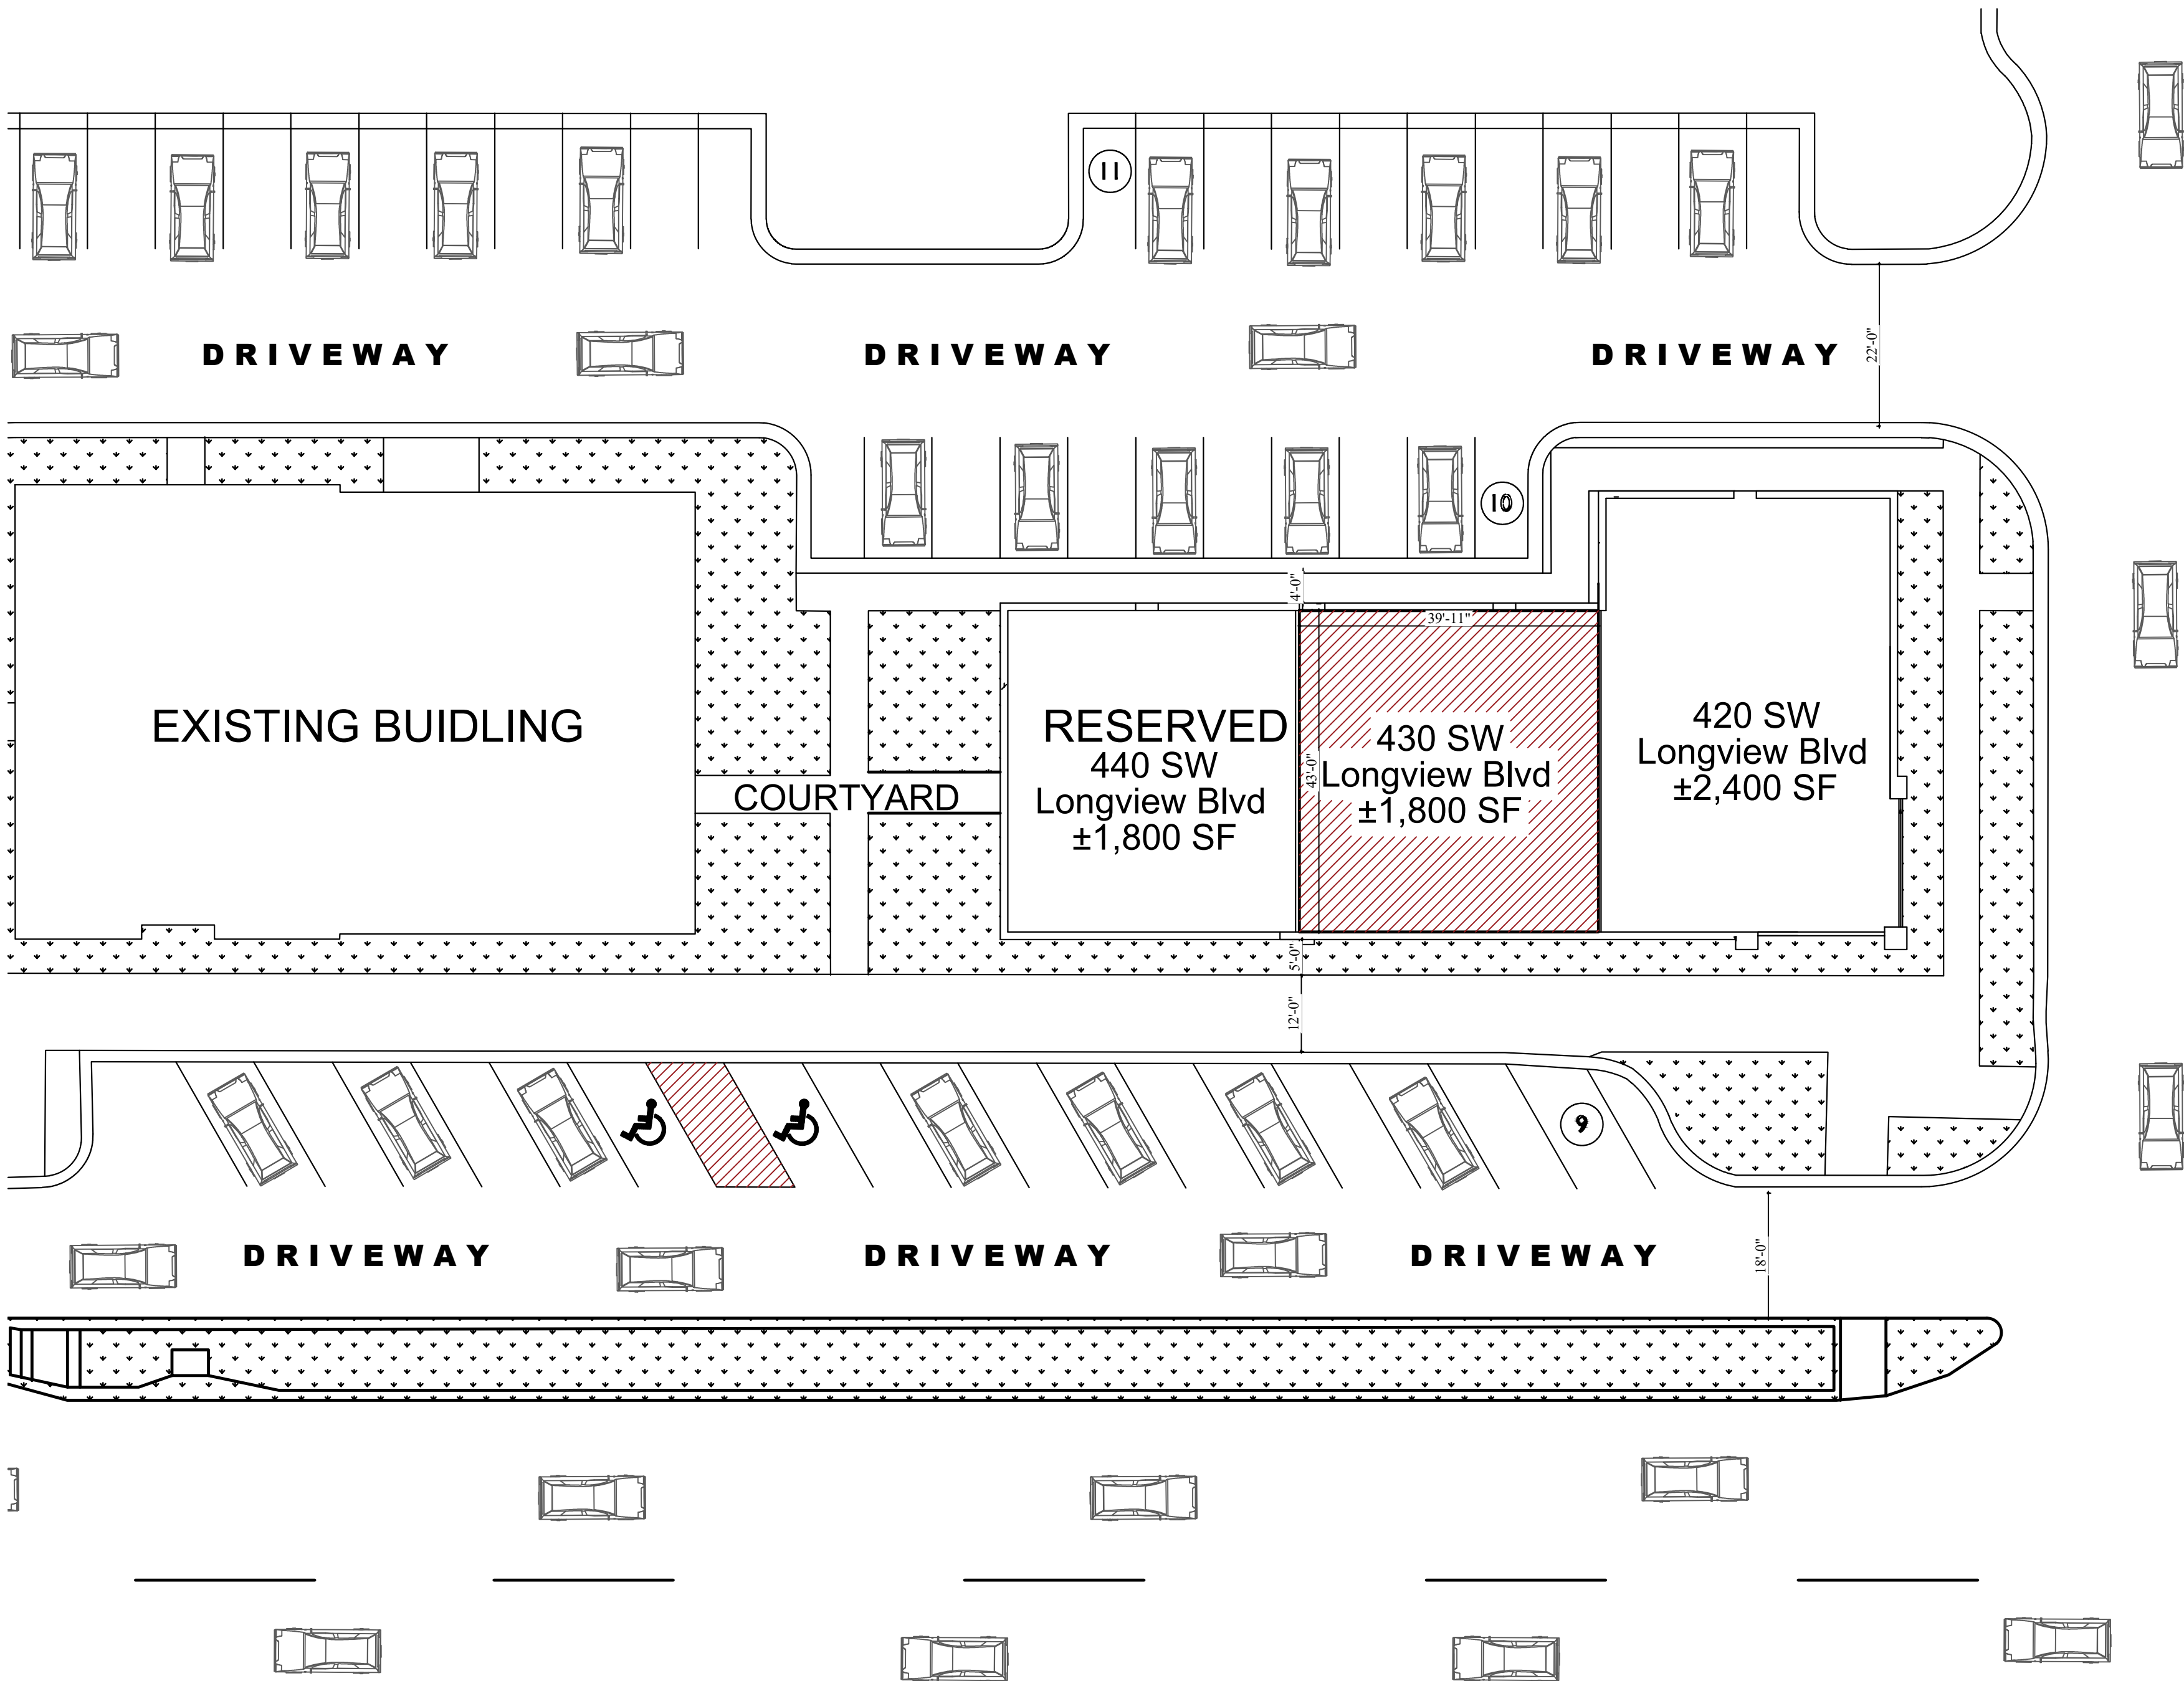 11
DRIVEWAY
DRIVEWAY
DRIVEWAY
22'-0"
10
4'-0"
39'-11"
EXISTING BUIDLING
COURTYARD
RESERVED
440 SW
Longview Blvd
±1,800 SF
43'-0"
430 SW
Longview Blvd
±1,800 SF
420 SW
Longview Blvd
±2,400 SF
5'-0"
12'-0"
9
DRIVEWAY
DRIVEWAY
DRIVEWAY
18'-0"